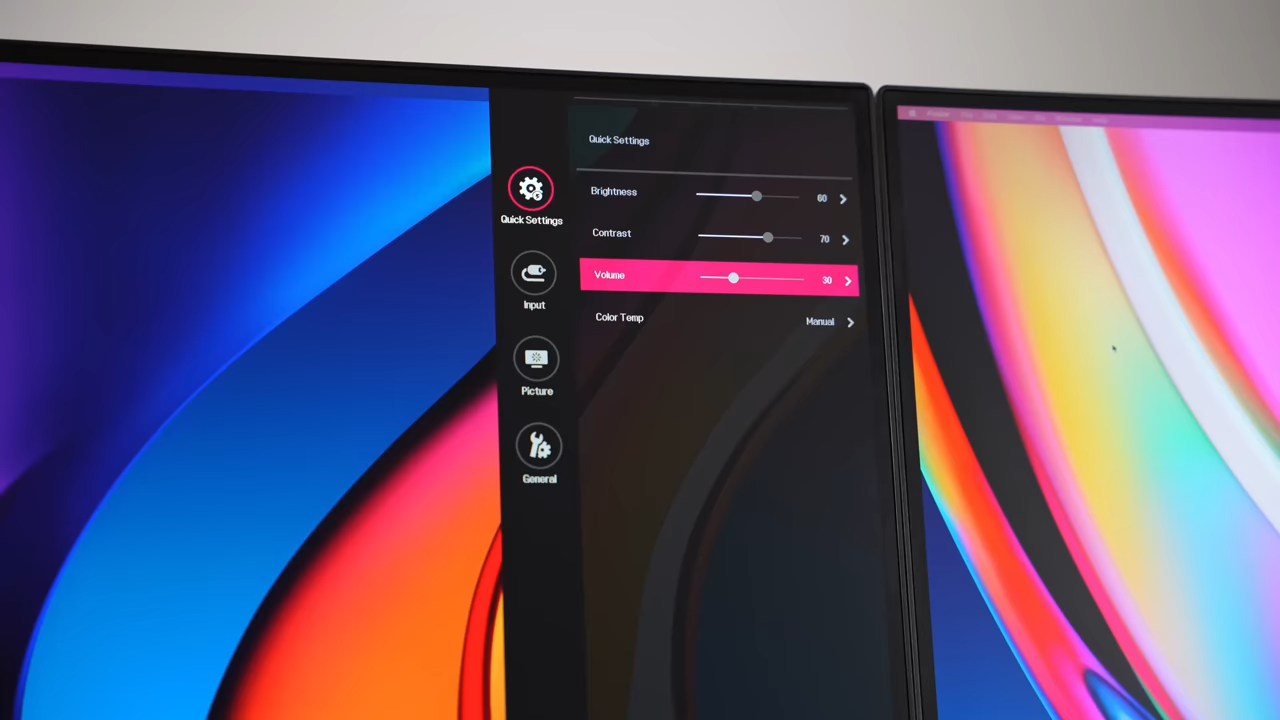 Quick Settings
Quick Settings
Brightness 60
Contrast 70
Volume 30
Color Temp Manual
Input
Picture
General